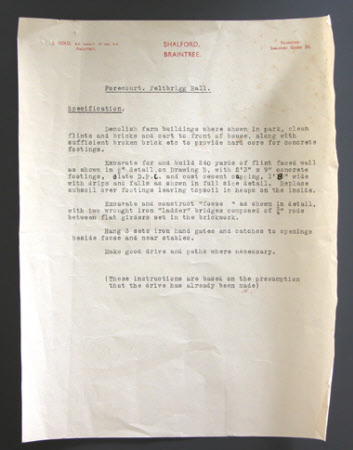 SHALFORD,
BRAINTREE.
Forecourt. Felbrigg Hall.
Specification.
Demolish farm buildings where shown in park, clean
flints and bricks and cart to front of house, along with
sufficient broken brick etc to provide hard core for concrete
footings.
Excavate for and build 240 yards of flint faced wall
as shown in ½" detail on drawing B, with 2'3" x 9" concrete
footings, slate D.P.C. and cast cement coping, 1'8" wide
with drips and falls as shown in full size detail. Replace
subsoil over footings leaving topsoil in heaps on the inside.
Excavate and construct "fosse " as shown in detail,
with two wrought iron "ladder" bridges composed of rods
between flat girders set in the brickwork.
Hang 3 sets iron hand gates and catches to openings
beside fosse and near stables.
Make good drive and paths where necessary.
(These instructions are based on the presumption
that the drive has already been made)